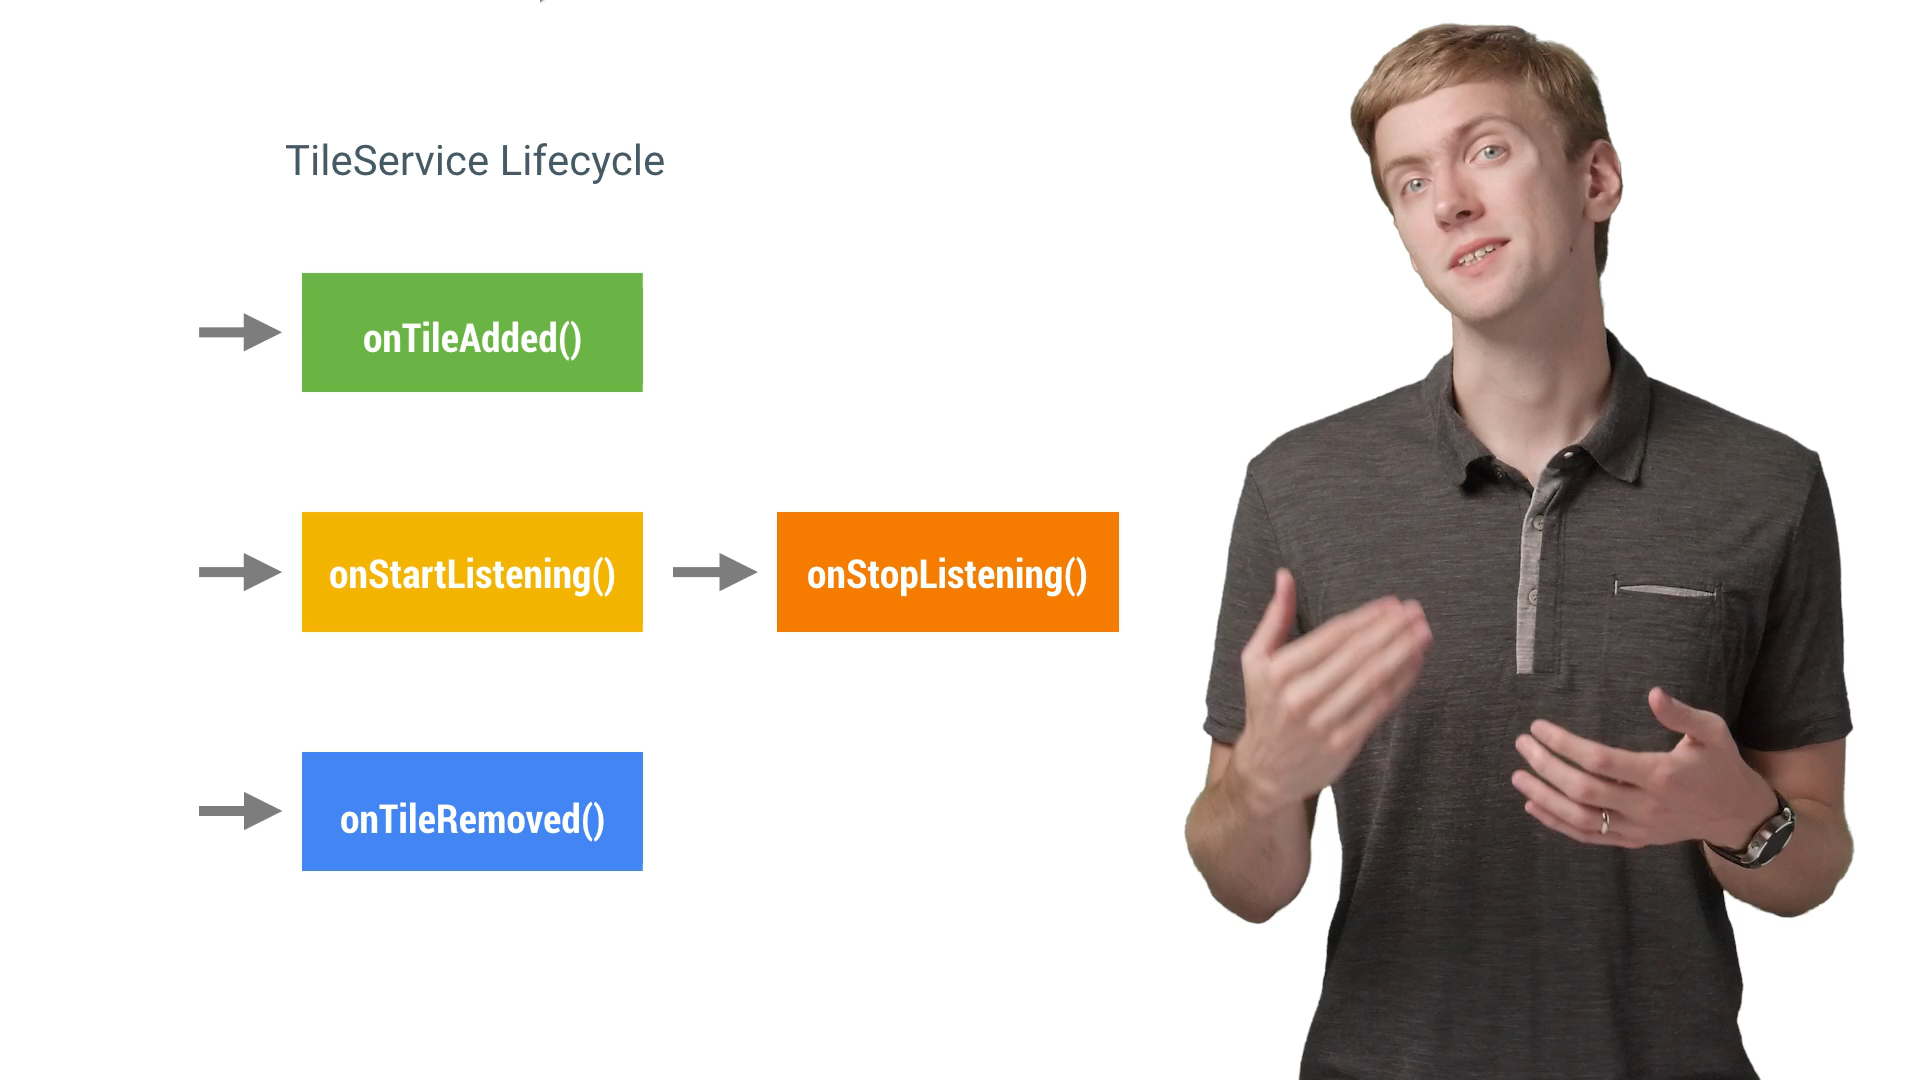 TileService Lifecycle
onTileAdded()
onStartListening()
onStopListening()
onTileRemoved()